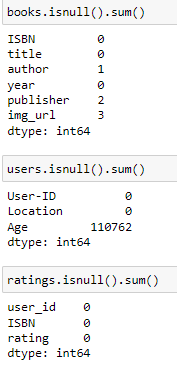 books.isnull().sum()
ISBN 0
title 0
author 1
year 0
publisher 2
img_url 3
dtype: int64
users.isnull().sum()
User-ID 0
Location 0
Age 110762
dtype: int64
ratings.isnull().sum()
user_id 0
ISBN 0
rating 0
dtype: int64